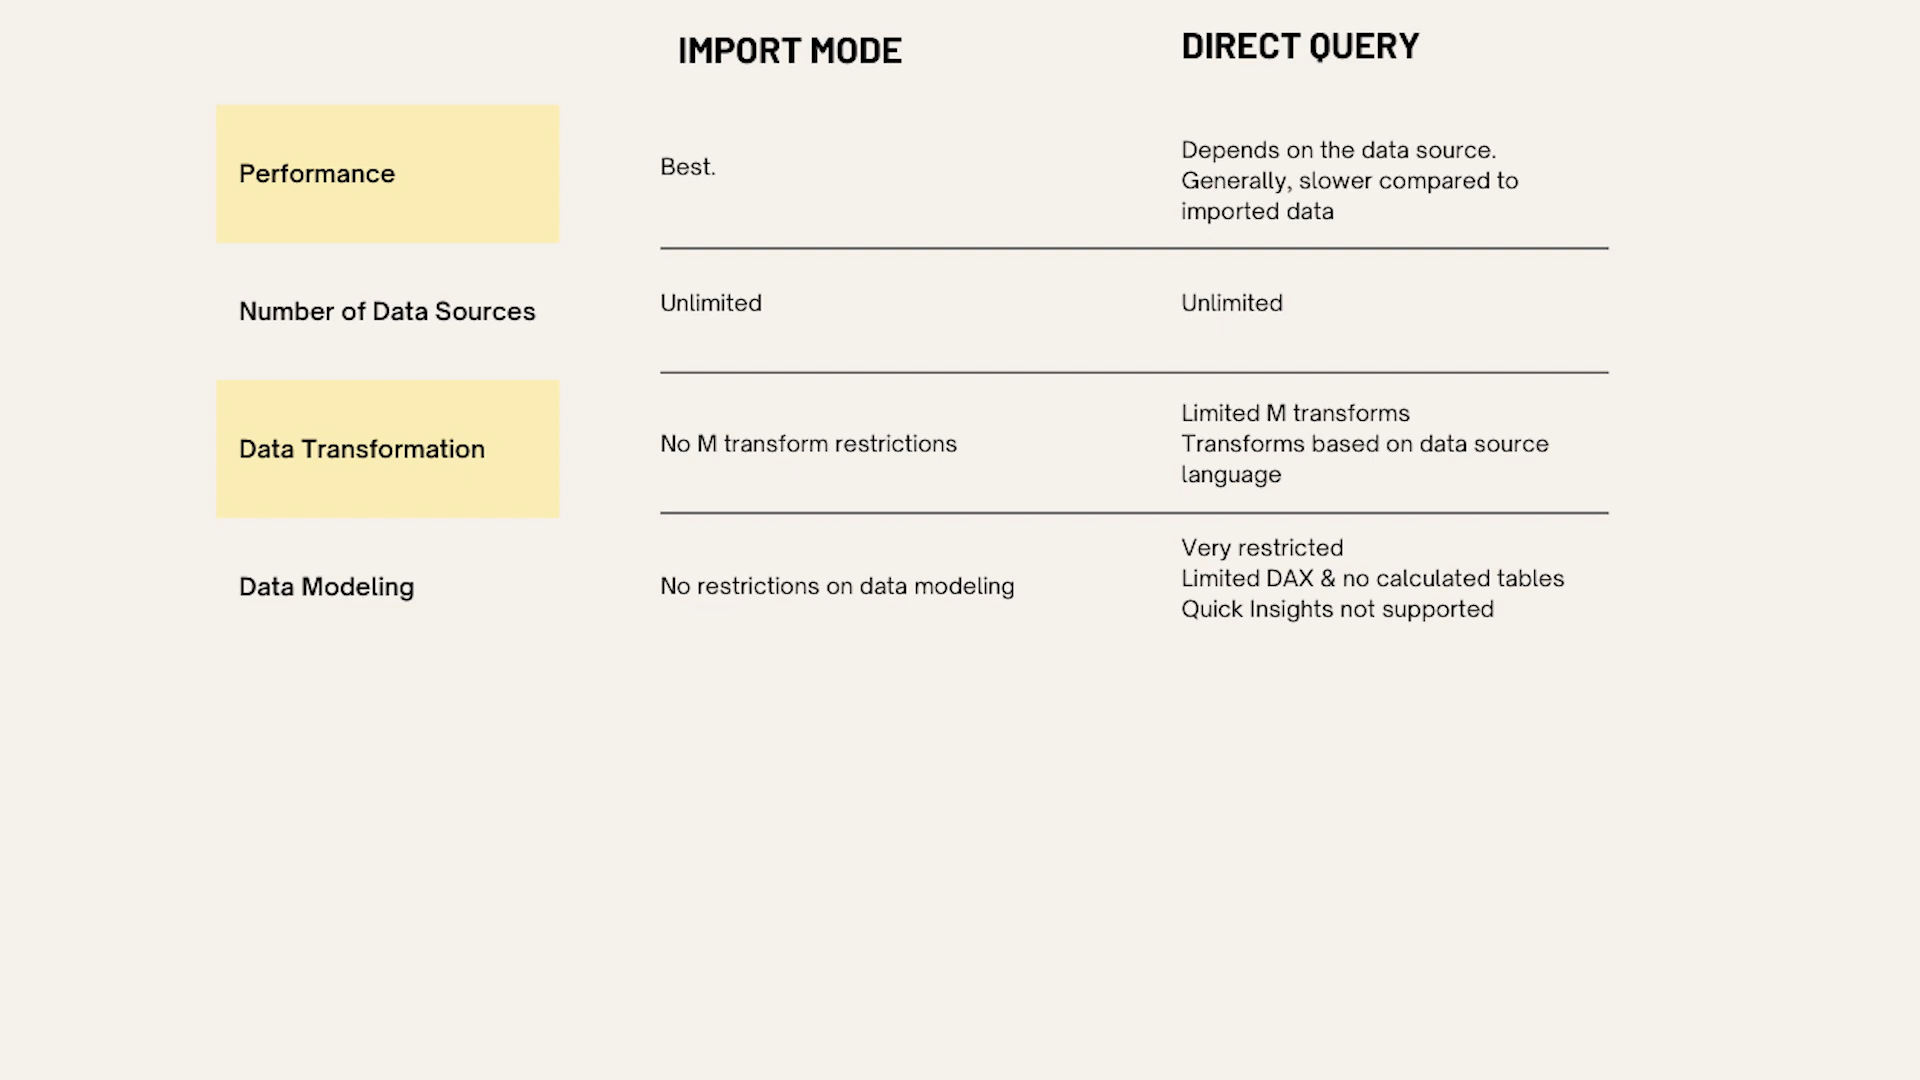 IMPORT MODE
DIRECT QUERY
Performance
Best.
Depends on the data source.
Generally, slower compared to
imported data
Number of Data Sources
Unlimited
Unlimited
Data Transformation
No M transform restrictions
Limited M transforms
Transforms based on data source
language
Data Modeling
No restrictions on data modeling
Very restricted
Limited DAX & no calculated tables
Quick Insights not supported